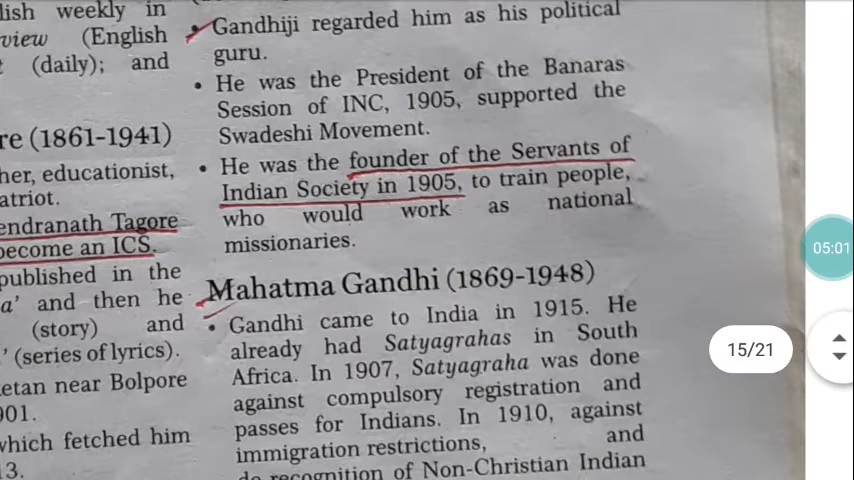 lish weekly in
view (English
(daily); and
re (1861-1941)
her, educationist,
atriot.
endranath Tagore
become an ICS.
published in the
a' and then he
(story) and
' (series of lyrics).
etan near Bolpore
901.
which fetched him
13.
• Gandhiji regarded him as his political
guru.
• He was the President of the Banaras
Session of INC, 1905, supported the
Swadeshi Movement.
• He was the founder of the Servants of
Indian Society in 1905, to train people,
who would work as national
missionaries.
Mahatma Gandhi (1869-1948)
• Gandhi came to India in 1915. He
already had Satyagrahas in South
Africa. In 1907, Satyagraha was done
against compulsory registration and
passes for Indians. In 1910, against
immigration restrictions, and
de recognition of Non-Christian Indian
05:01
15/21